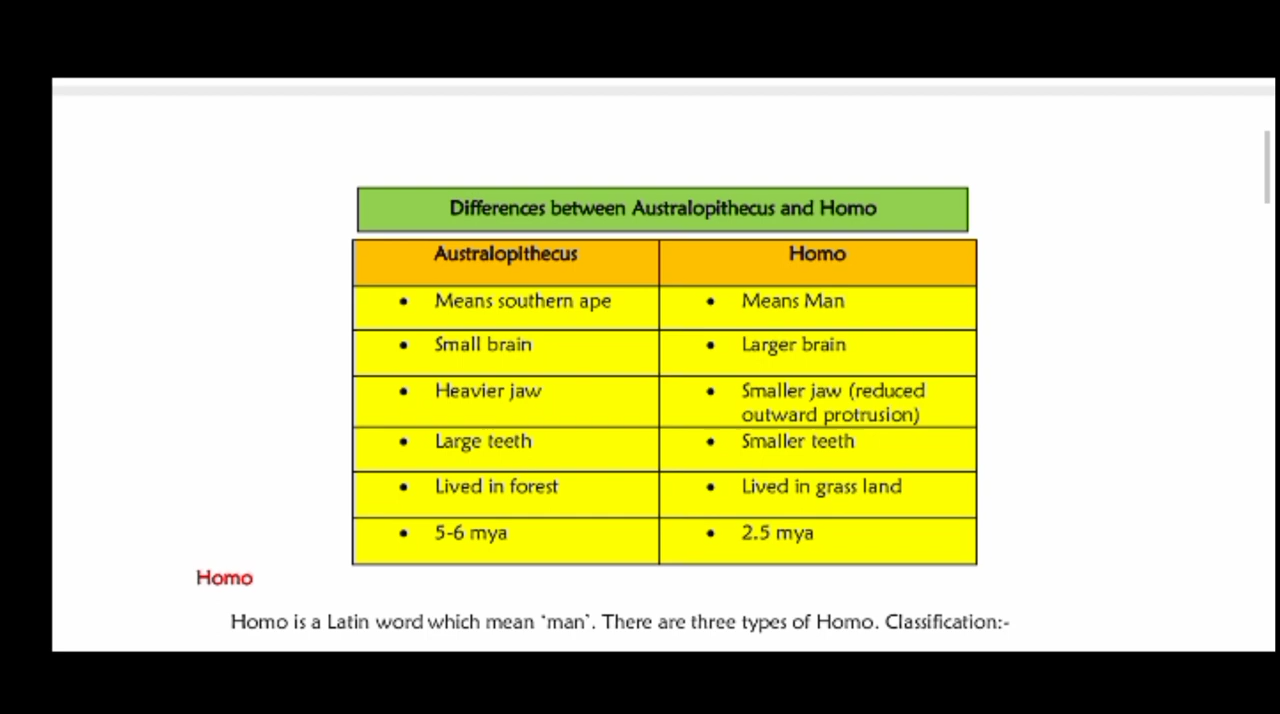 Differences between Australopithecus and Homo
Australopithecus Homo
• Means southern ape • Means Man
• Small brain • Larger brain
• Heavier jaw • Smaller jaw (reduced
outward protrusion)
• Large teeth • Smaller teeth
• Lived in forest • Lived in grass land
• 5-6 mya • 2.5 mya
Homo
Homo is a Latin word which mean ‘man’. There are three types of Homo. Classification:-